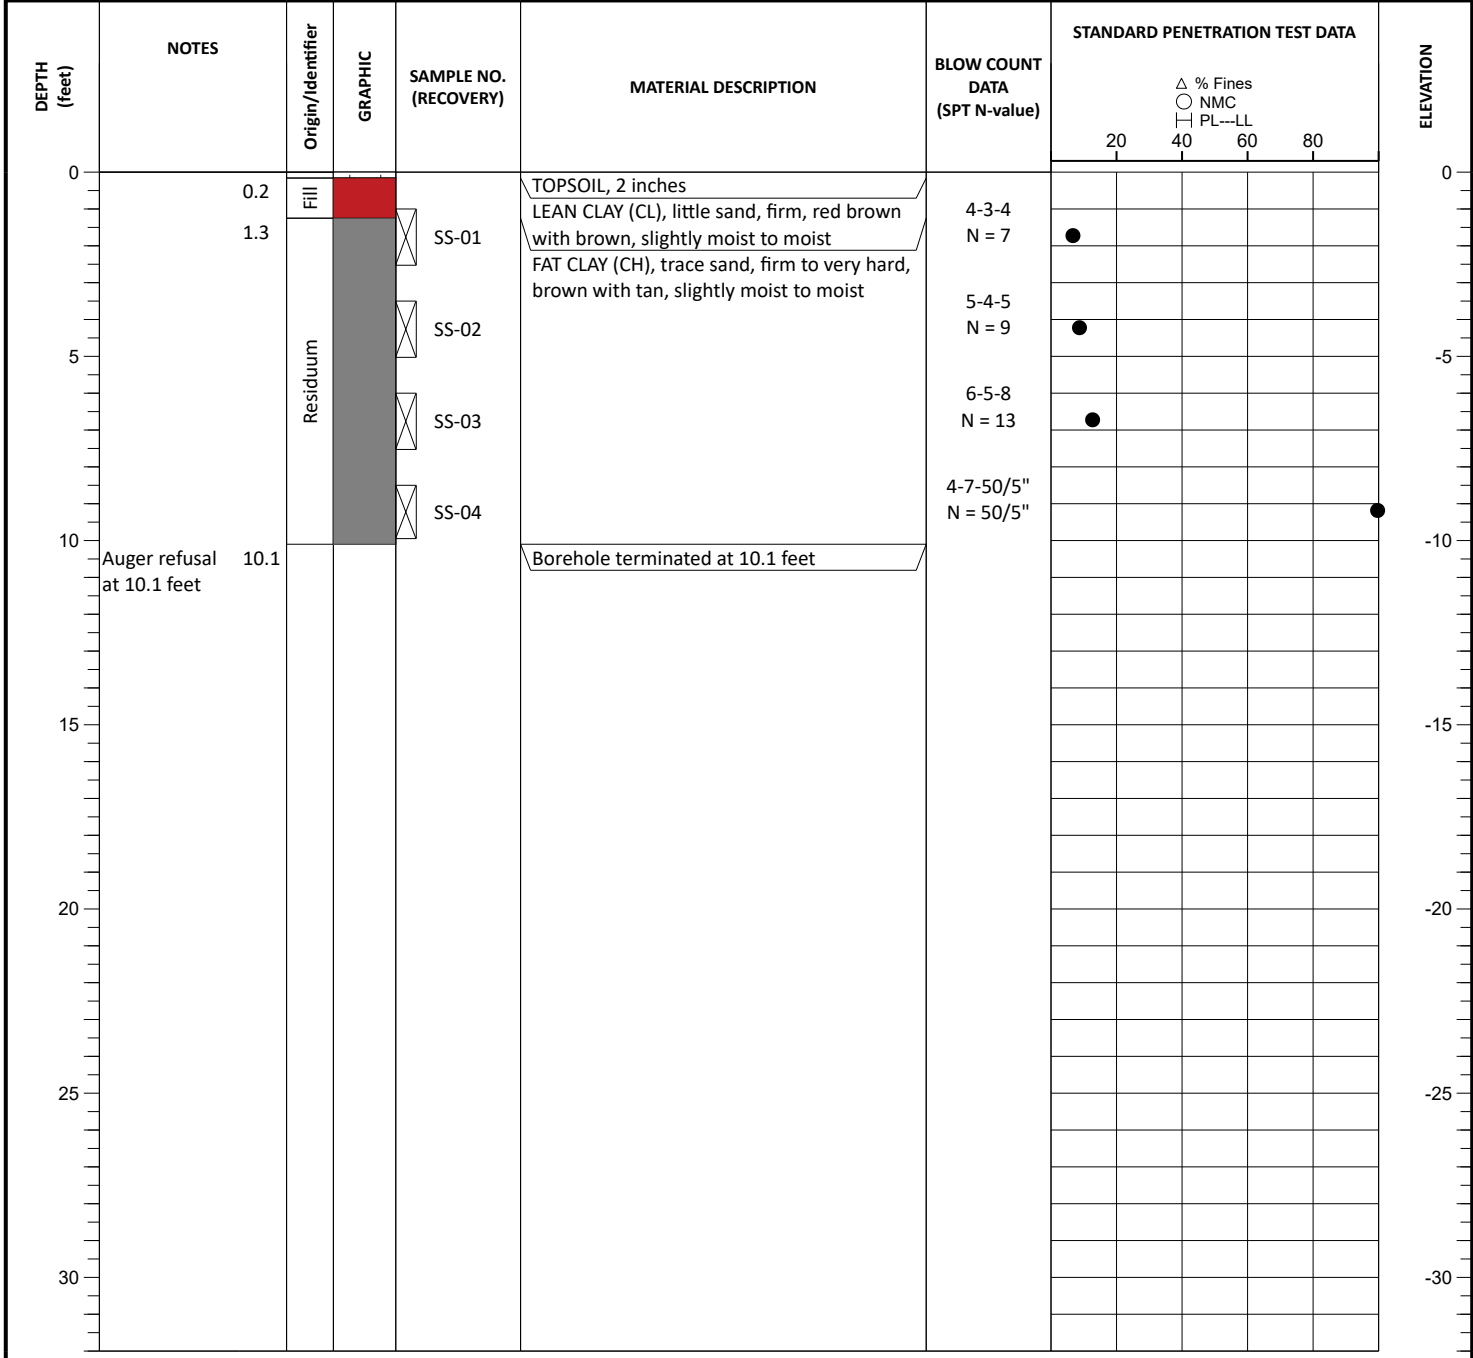 DEPTH
(feet)
NOTES
Origin/Identifier
GRAPHIC
SAMPLE NO.
(RECOVERY)
MATERIAL DESCRIPTION
BLOW COUNT
DATA
(SPT N-value)
STANDARD PENETRATION TEST DATA
△ % Fines
○ NMC
PL---LL
20 40 60 80
ELEVATION
0
0.2
Fill
TOPSOIL, 2 inches
0
1.3
SS-01
LEAN CLAY (CL), little sand, firm, red brown
with brown, slightly moist to moist
4-3-4
N = 7
FAT CLAY (CH), trace sand, firm to very hard,
brown with tan, slightly moist to moist
Residuum
SS-02
5-4-5
N = 9
5
-5
SS-03
6-5-8
N = 13
SS-04
4-7-50/5"
N = 50/5"
10
-10
Auger refusal
at 10.1 feet
10.1
Borehole terminated at 10.1 feet
15
-15
20
-20
25
-25
30
-30